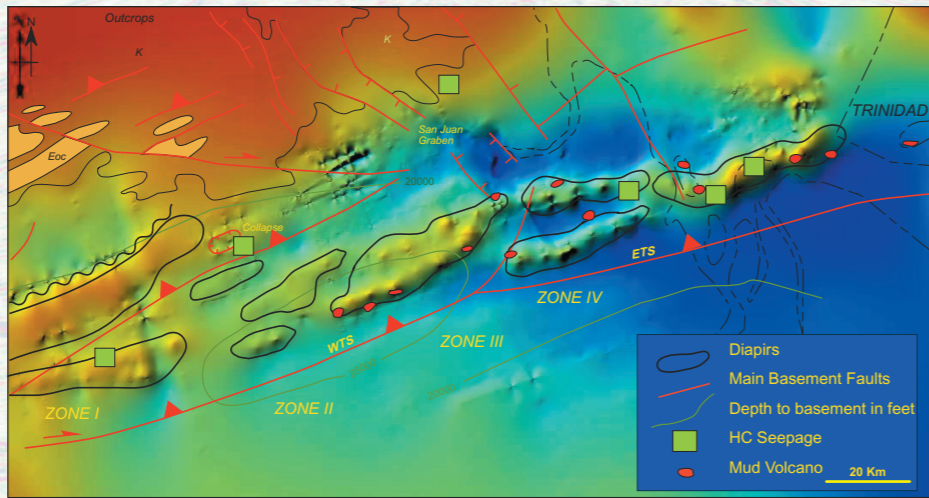 N
Outcrops
K
K
TRINIDAD
San Juan
Graben
Eoc
20000
Collapse
ETS
WTS
ZONE IV
ZONE III
ZONE II
ZONE I
Diapirs
Main Basement Faults
Depth to basement in feet
HC Seepage
Mud Volcano
20 Km